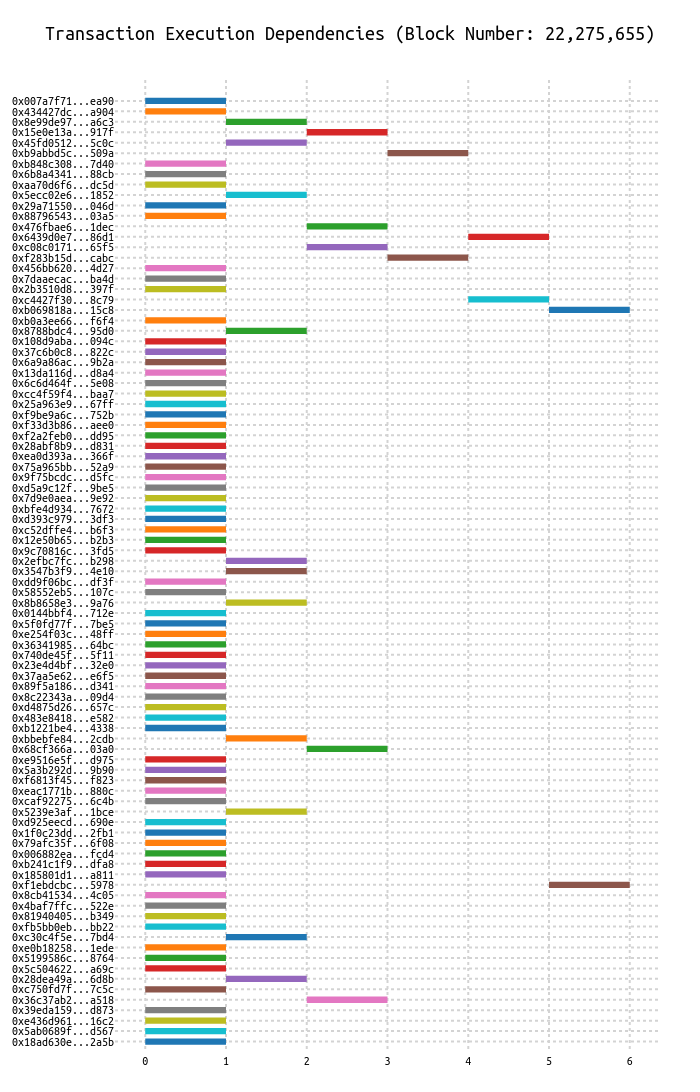 Transaction Execution Dependencies (Block Number: 22,275,655)
0x007a7f71...ea90
0x434427dc...a904
0x8e99de97...a6c3
0x15e0e13a...917f
0x45fd0512...5c0c
0xb9abbd5c...509a
0xb848c308...7d40
0x6b8a4341...88cb
0xaa70d6f6...dc5d
0x5ecc02e6...1852
0x29a71550...046d
0x88796543...03a5
0x476fbae6...1dec
0x6439d0e7...86d1
0xc08c0171...65f5
0xf283b15d...cabc
0x456bb620...4d27
0x7daaecac...ba4d
0x2b3510d8...397f
0xc4427f30...8c79
0xb069818a...15c8
0xb0a3ee66...f6f4
0x8788bdc4...95d0
0x108d9aba...094c
0x37c6b0c8...822c
0x6a9a86ac...9b2a
0x13da116d...d8a4
0x6c6d464f...5e08
0xcc4f59f4...baa7
0x25a963e9...67ff
0xf9be9a6c...752b
0xf33d3b86...aee0
0xf2a2feb0...dd95
0x28abf8b9...d831
0xea0d393a...366f
0x75a965bb...52a9
0x9f75bcdc...d5fc
0xd5a9c12f...9be5
0x7d9e0aea...9e92
0xbfe4d934...7672
0xd393c979...3df3
0xc52dffe4...b6f3
0x12e50b65...b2b3
0x9c70816c...3fd5
0x2efbc7fc...b298
0x3547b3f9...4e10
0xdd9f06bc...df3f
0x58552eb5...107c
0x8b8658e3...9a76
0x0144bbf4...712e
0x5f0fd77f...7be5
0xe254f03c...48ff
0x36341985...64bc
0x740de45f...5f11
0x23e4d4bf...32e0
0x37aa5e62...e6f5
0x89f5a186...d341
0x8c22343a...09d4
0xd4875d26...657c
0x483e8418...e582
0xb1221be4...4338
0xbbebfe84...2cdb
0x68cf366a...03a0
0xe9516e5f...d975
0x5a3b292d...9b90
0xf6813f45...f823
0xeac1771b...880c
0xcaf92275...6c4b
0x5239e3af...1bce
0xd925eecd...690e
0x1f0c23dd...2fb1
0x79afc35f...6f08
0x006882ea...fcd4
0xb241c1f9...dfa8
0x185801d1...a811
0xf1ebdcbc...5978
0x8cb41534...4c05
0x4baf7ffc...522e
0x81940405...b349
0xfb5bb0eb...bb22
0xc30c4f5e...7bd4
0xe0b18258...1ede
0x5199586c...8764
0x5c504622...a69c
0x28dea49a...6d8b
0xc750fd7f...7c5c
0x36c37ab2...a518
0x39eda159...d873
0xe436d961...16c2
0x5ab0689f...d567
0x18ad630e...2a5b
0 1 2 3 4 5 6